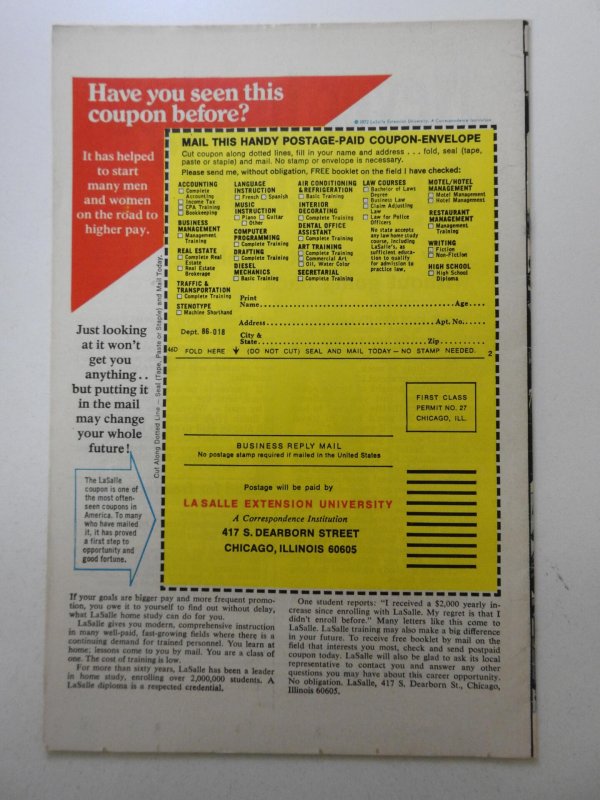 Have you seen this
coupon before?
© 1972 LaSalle Extension University, A Correspondence Institution
It has helped
to start
many men
and women
on the road to
higher pay.
MAIL THIS HANDY POSTAGE-PAID COUPON-ENVELOPE
Cut coupon along dotted lines, fill in your name and address . . . fold, seal (tape,
paste or staple) and mail. No stamp or envelope is necessary.
Please send me, without obligation, FREE booklet on the field I have checked:
ACCOUNTING
Complete
Accounting
Income Tax
CPA Training
Bookkeeping
BUSINESS
MANAGEMENT
Management
Training
REAL ESTATE
Complete Real
Estate
Real Estate
Brokerage
TRAFFIC &
TRANSPORTATION
Complete Training
STENOTYPE
Machine Shorthand
LANGUAGE
INSTRUCTION
French Spanish
MUSIC
INSTRUCTION
Piano Guitar
Other
COMPUTER
PROGRAMMING
Complete Training
DRAFTING
Complete Training
DIESEL
MECHANICS
Basic Training
AIR CONDITIONING
& REFRIGERATION
Basic Training
INTERIOR
DECORATING
Complete Training
DENTAL OFFICE
ASSISTANT
Complete Training
ART TRAINING
Complete Training
Commercial Art
Oil, Water Color
SECRETARIAL
Complete Training
LAW COURSES
Bachelor of Laws
Degree
Business Law
Claim Adjusting
Law
Law for Police
Officers
No state accepts
any law home study
course, including
LaSalle's, as
sufficient educa-
tion to qualify
for admission to
practice law.
MOTEL/HOTEL
MANAGEMENT
Motel Management
Hotel Management
RESTAURANT
MANAGEMENT
Management
Training
WRITING
Fiction
Non-Fiction
HIGH SCHOOL
High School
Diploma
Print
Name Age
Address Apt. No.
Dept. 86-018
City &
State Zip
46D FOLD HERE (DO NOT CUT) SEAL AND MAIL TODAY — NO STAMP NEEDED. 2
Cut Along Dotted Line — Seal (Tape, Paste or Staple) and Mail Today.
Just looking
at it won't
get you
anything . .
but putting it
in the mail
may change
your whole
future!
The LaSalle
coupon is one of
the most often-
seen coupons in
America. To many
who have mailed
it, it has proved
a first step to
opportunity and
good fortune.
FIRST CLASS
PERMIT NO. 27
CHICAGO, ILL.
BUSINESS REPLY MAIL
No postage stamp required if mailed in the United States
Postage will be paid by
LA SALLE EXTENSION UNIVERSITY
A Correspondence Institution
417 S. DEARBORN STREET
CHICAGO, ILLINOIS 60605
If your goals are bigger pay and more frequent promo-
tion, you owe it to yourself to find out without delay,
what LaSalle home study can do for you.
LaSalle gives you modern, comprehensive instruction
in many well-paid, fast-growing fields where there is a
continuing demand for trained personnel. You learn at
home; lessons come to you by mail. You are a class of
one. The cost of training is low.
For more than sixty years, LaSalle has been a leader
in home study, enrolling over 2,000,000 students. A
LaSalle diploma is a respected credential.
One student reports: "I received a $2,000 yearly in-
crease since enrolling with LaSalle. My regret is that I
didn't enroll before." Many letters like this come to
LaSalle. LaSalle training may also make a big difference
in your future. To receive free booklet by mail on the
field that interests you most, check and send postpaid
coupon today. LaSalle will also be glad to ask its local
representative to contact you and answer any other
questions you may have about this career opportunity.
No obligation. LaSalle, 417 S. Dearborn St., Chicago,
Illinois 60605.